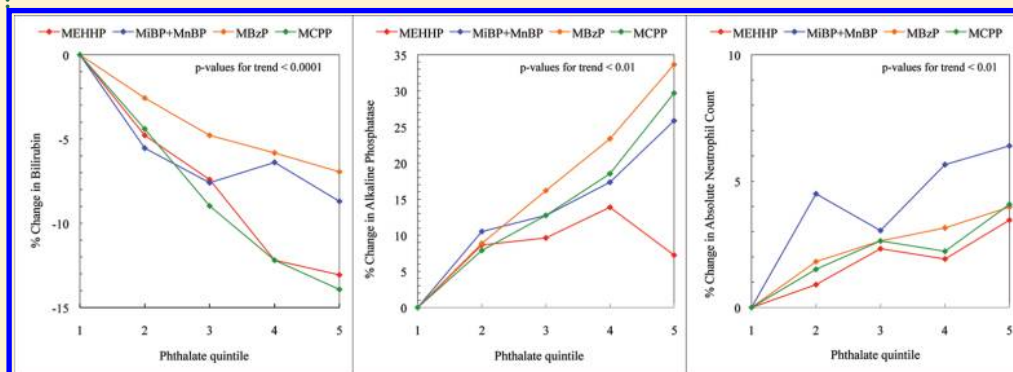 MEHHP MiBP+MnBP MBzP MCPP
p-values for trend < 0.0001
% Change in Bilirubin
0
-5
-10
-15
1 2 3 4 5
Phthalate quintile
MEHHP MiBP+MnBP MBzP MCPP
p-values for trend < 0.01
% Change in Alkaline Phosphatase
35
30
25
20
15
10
5
0
1 2 3 4 5
Phthalate quintile
MEHHP MiBP+MnBP MBzP MCPP
p-values for trend < 0.01
% Change in Absolute Neutrophil Count
10
5
0
1 2 3 4 5
Phthalate quintile